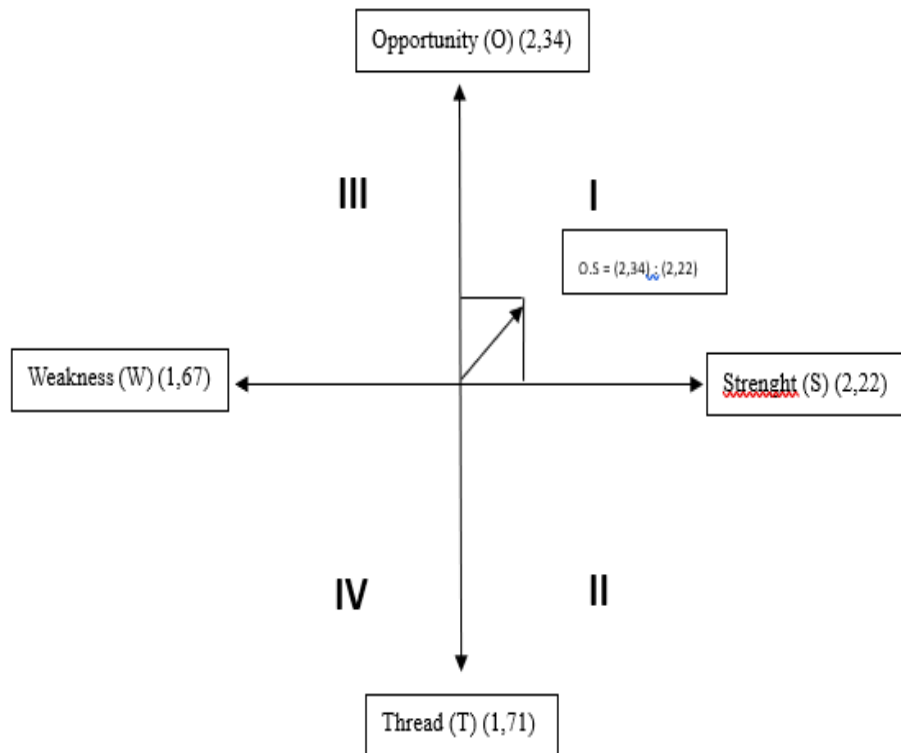 Opportunity (O) (2,34)
III
I
O.S = (2,34) ; (2,22)
Weakness (W) (1,67)
Strenght (S) (2,22)
IV
II
Thread (T) (1,71)